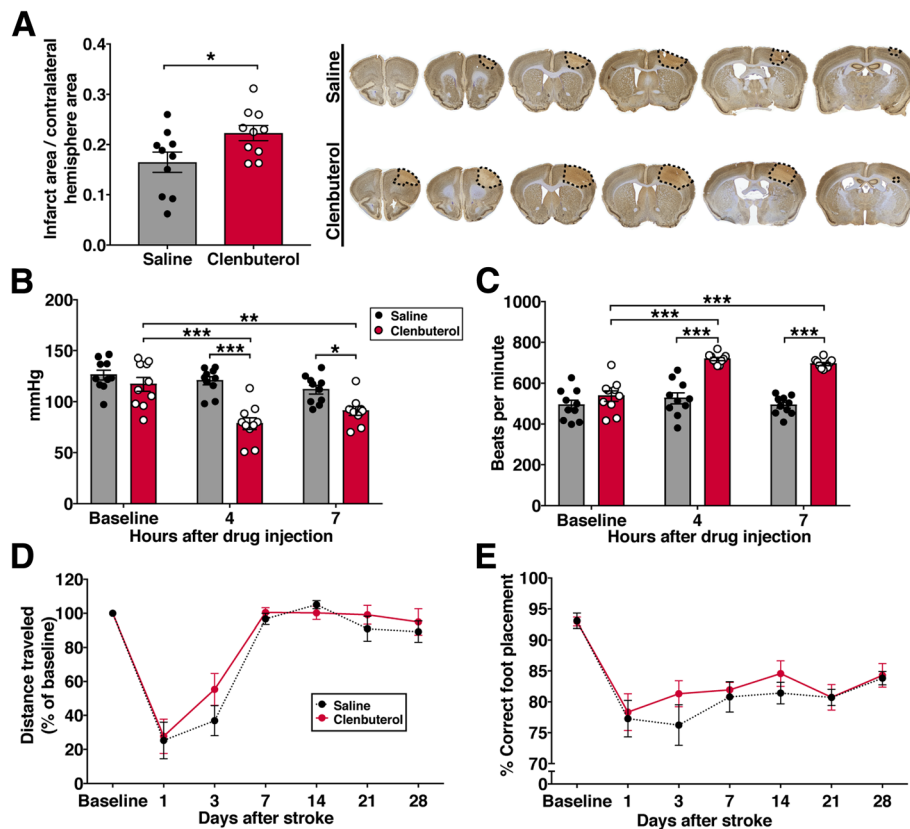 A
Infarct area / contralateral
hemisphere area
0.4
0.3
0.2
0.1
0.0
*
Saline
Clenbuterol
Saline
Clenbuterol
B
mmHg
200
150
100
50
0
**
***
***
*
Saline
Clenbuterol
Baseline
4
7
Hours after drug injection
C
Beats per minute
1000
800
600
400
200
0
***
***
***
***
Baseline
4
7
Hours after drug injection
D
Distance traveled
(% of baseline)
120
100
80
60
40
20
0
Saline
Clenbuterol
Baseline
1
3
7
14
21
28
Days after stroke
E
% Correct foot placement
95
90
85
80
75
70
0
Baseline
1
3
7
14
21
28
Days after stroke